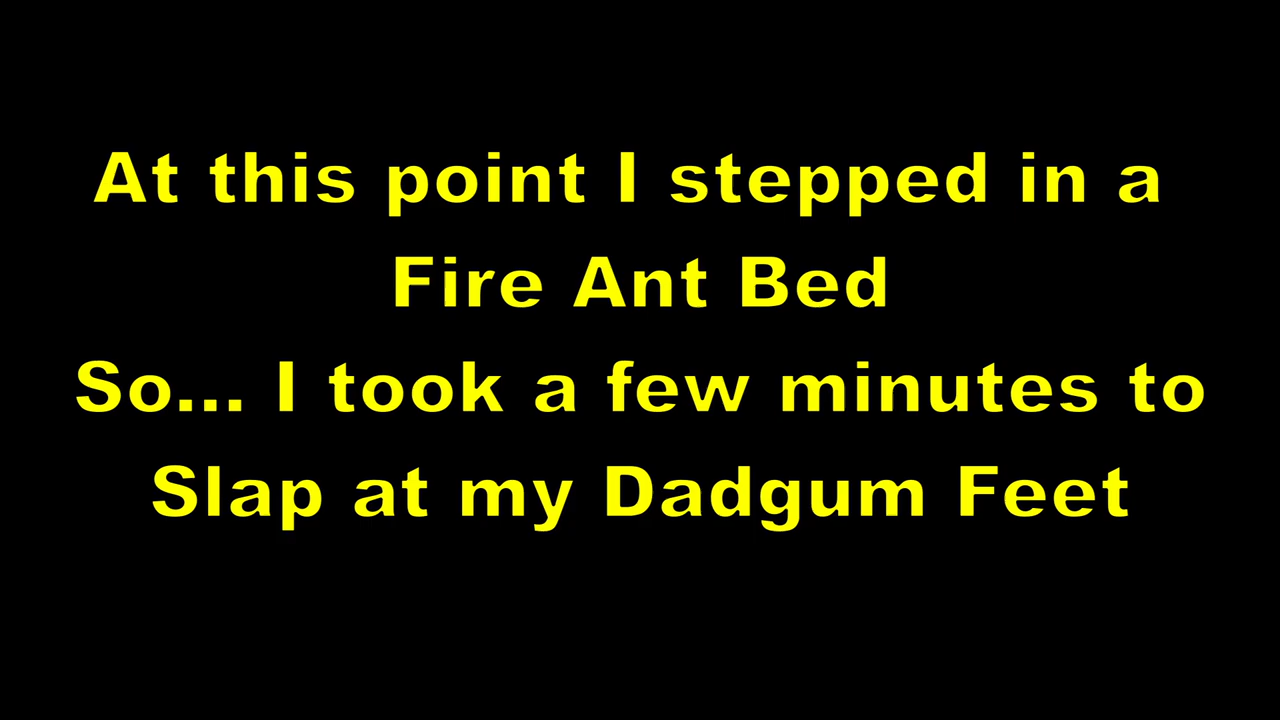 At this point I stepped in a
Fire Ant Bed
So... I took a few minutes to
Slap at my Dadgum Feet